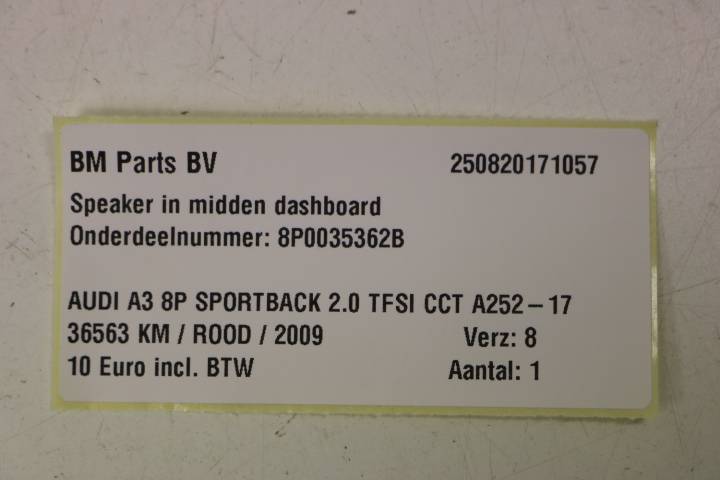 BM Parts BV 250820171057
Speaker in midden dashboard
Onderdeelnummer: 8P0035362B
AUDI A3 8P SPORTBACK 2.0 TFSI CCT A252-17
36563 KM / ROOD / 2009 Verz: 8
10 Euro incl. BTW Aantal: 1